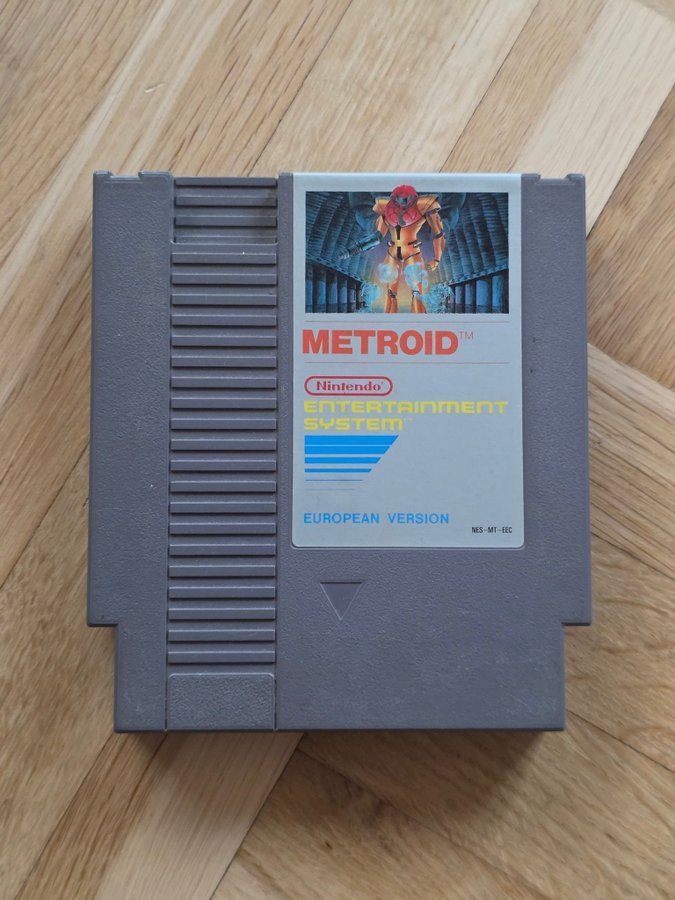 METROID™
Nintendo®
ENTERTAINMENT
SYSTEM™
EUROPEAN VERSION
NES-MT-EEC